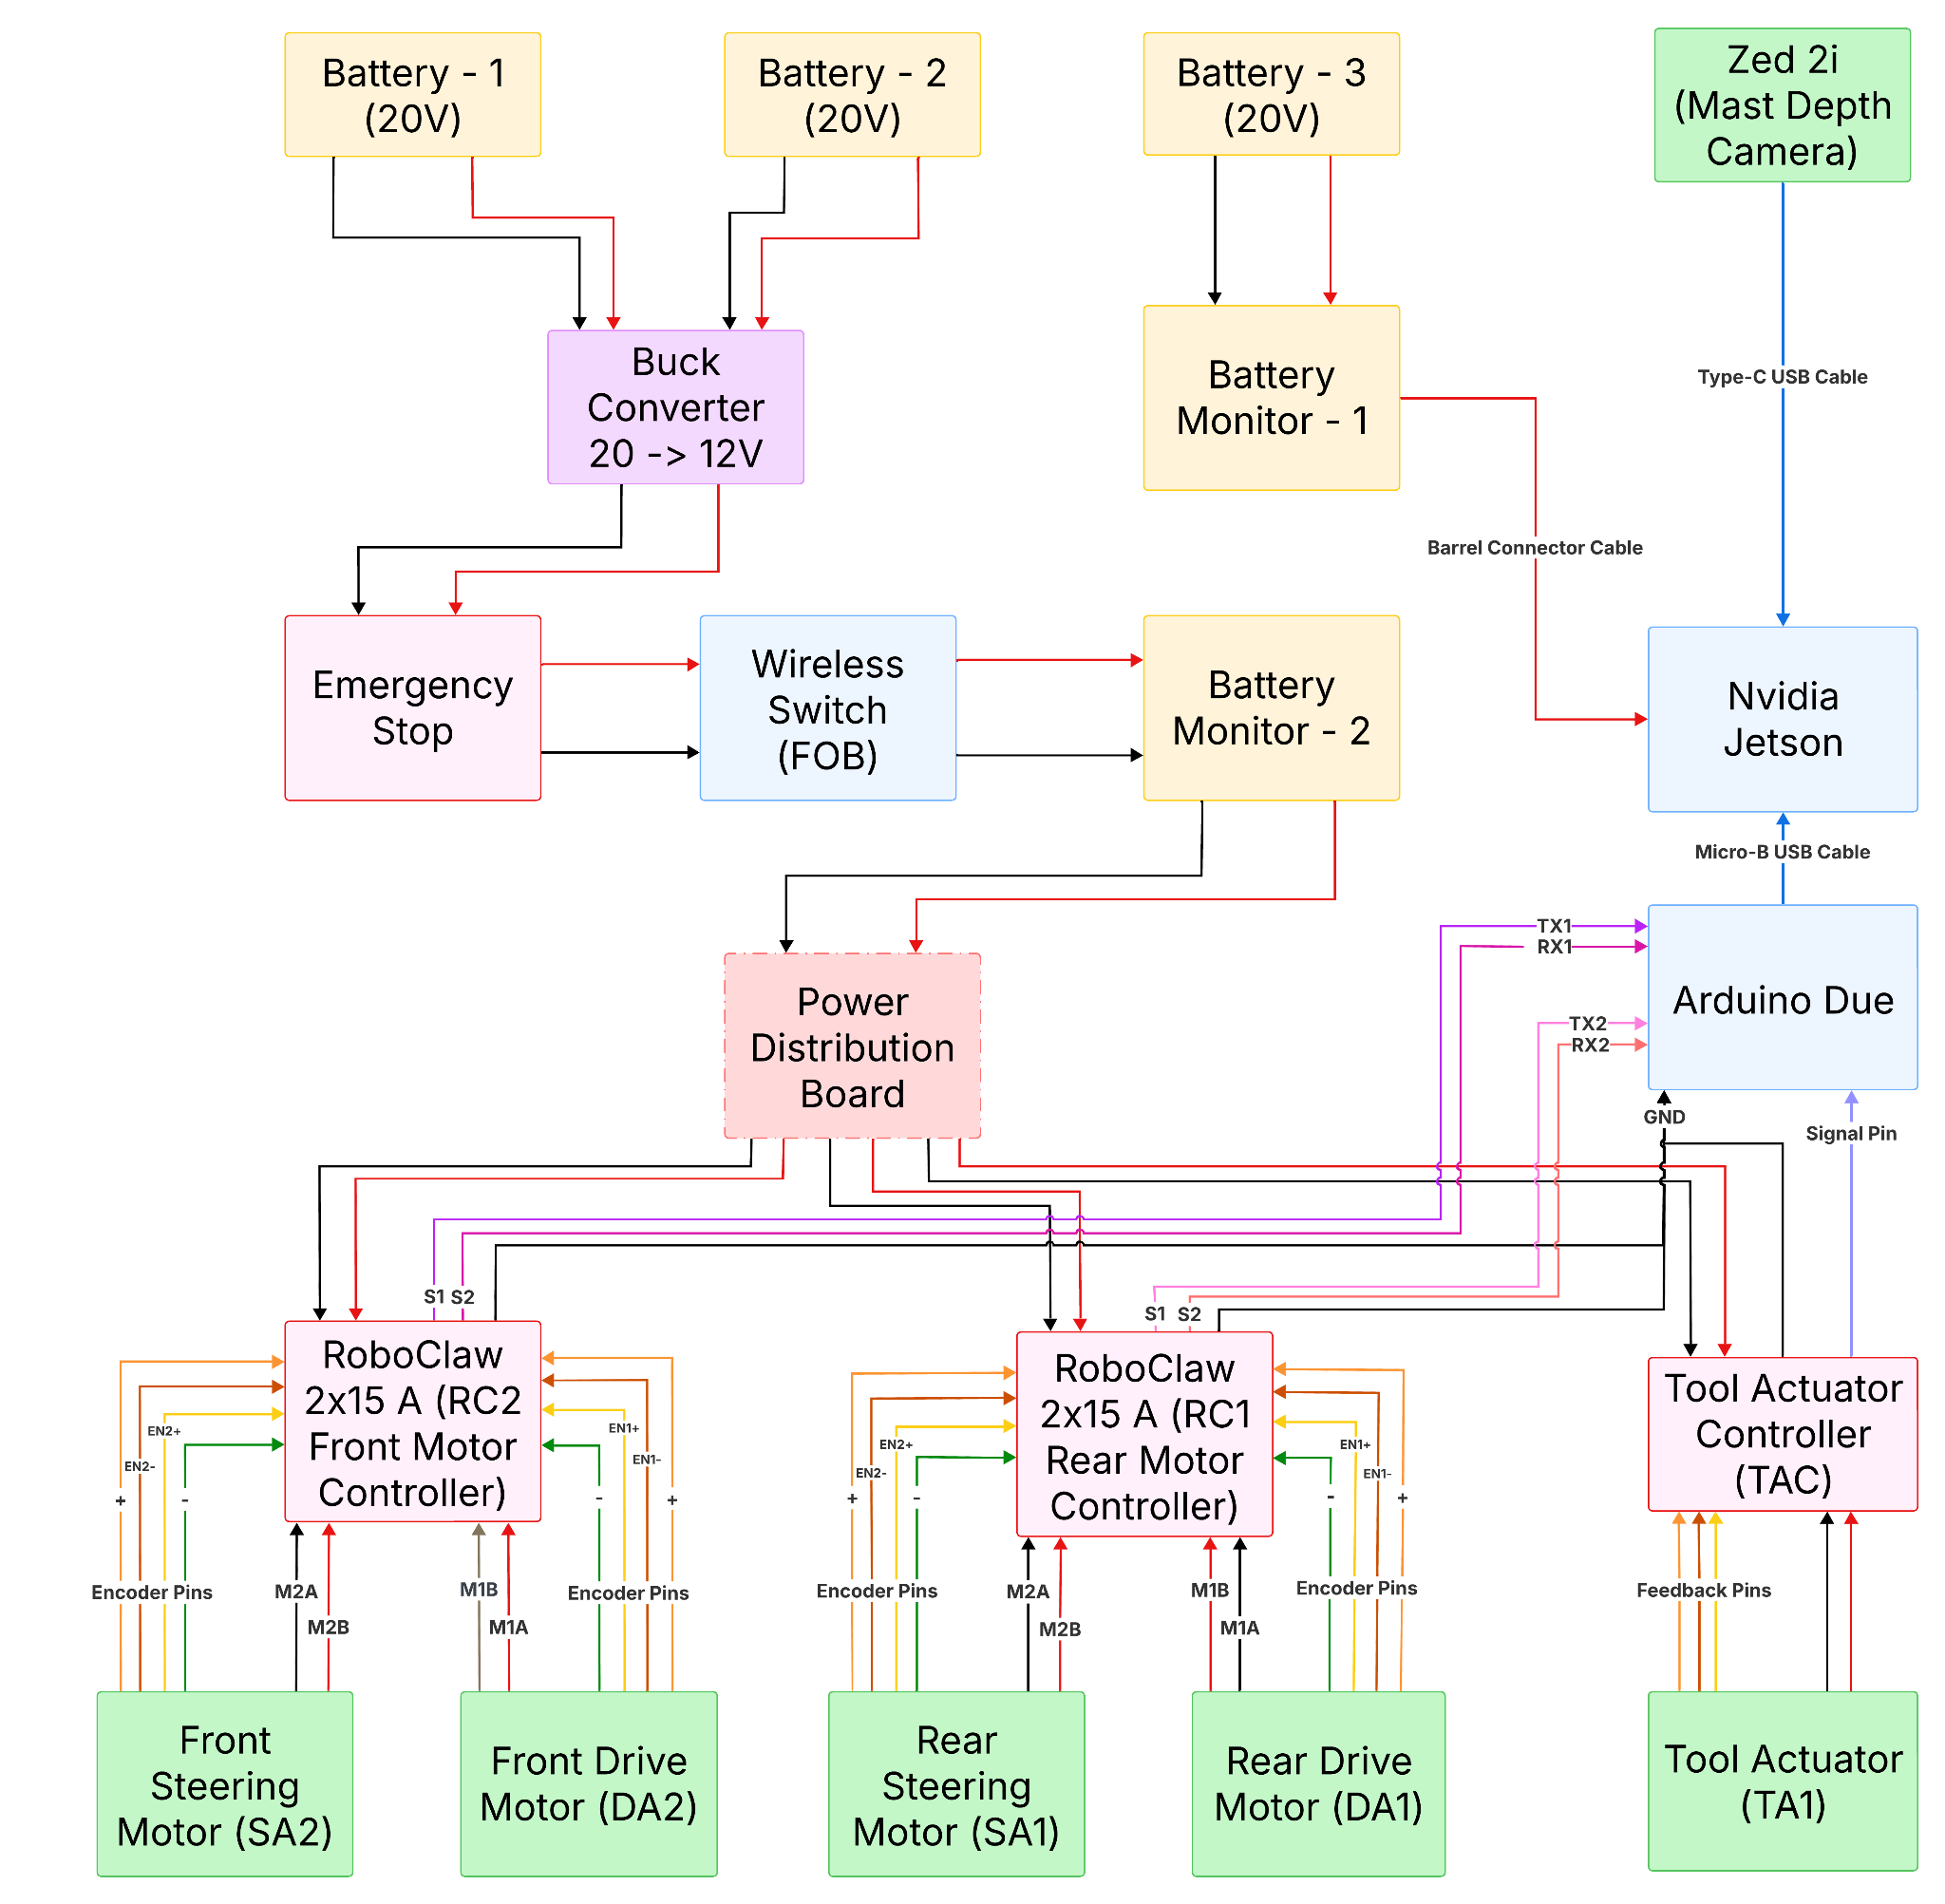 Battery - 1
(20V)
Battery - 2
(20V)
Battery - 3
(20V)
Zed 2i
(Mast Depth
Camera)
Buck
Converter
20 -> 12V
Battery
Monitor - 1
Type-C USB Cable
Barrel Connector Cable
Emergency
Stop
Wireless
Switch
(FOB)
Battery
Monitor - 2
Nvidia
Jetson
Micro-B USB Cable
TX1
RX1
TX2
RX2
Arduino Due
Power
Distribution
Board
GND
Signal Pin
S1
S2
S1
S2
RoboClaw
2x15 A (RC2
Front Motor
Controller)
RoboClaw
2x15 A (RC1
Rear Motor
Controller)
Tool Actuator
Controller
(TAC)
EN2+
EN2-
+
-
EN1+
EN1-
-
+
EN2+
EN2-
+
-
EN1+
EN1-
-
+
Encoder Pins
M2A
M2B
M1B
M1A
Encoder Pins
Encoder Pins
M2A
M2B
M1B
M1A
Encoder Pins
Feedback Pins
Front
Steering
Motor (SA2)
Front Drive
Motor (DA2)
Rear
Steering
Motor (SA1)
Rear Drive
Motor (DA1)
Tool Actuator
(TA1)